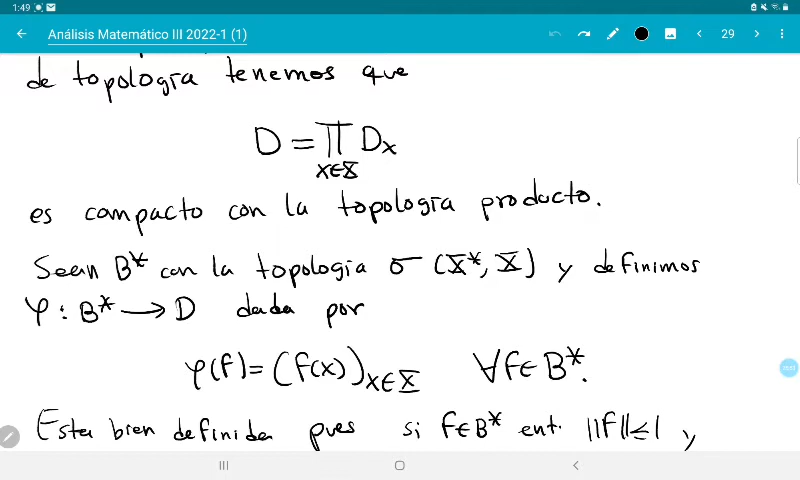 1:49
Análisis Matemático III 2022-1 (1)
29
de topología tenemos que
D = ∏ Dx
x∈X
es compacto con la topología producto.
Sean B* con la topología σ (X*, X) y definimos
φ : B* → D dada por
φ(f) = (f(x))x∈X ∀f∈B*.
Esta bien definida pues si f∈B* ent. ||f||≤1 y